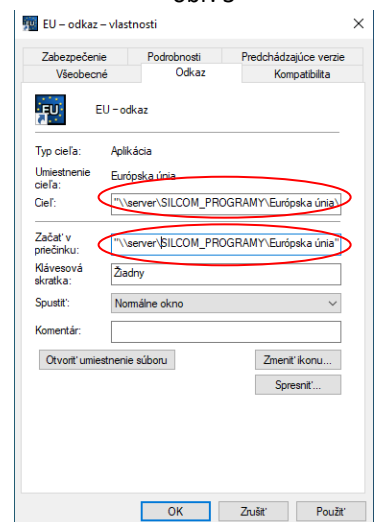 EU – odkaz – vlastnosti
Zabezpečenie Podrobnosti Predchádzajúce verzie
Všeobecné Odkaz Kompatibilita
EU
EU – odkaz
Typ cieľa: Aplikácia
Umiestnenie cieľa: Európska únia
Cieľ: "\\server\SILCOM_PROGRAMY\Európska únia\
Začať v priečinku: "\\server\SILCOM_PROGRAMY\Európska únia"
Klávesová skratka: Žiadny
Spustiť: Normálne okno
Komentár:
Otvoriť umiestnenie súboru Zmeniť ikonu...
Spresniť...
OK Zrušiť Použiť